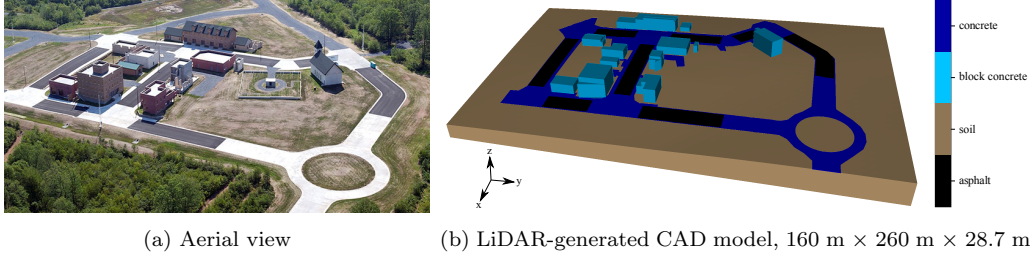 concrete
block concrete
soil
asphalt
z
y
x
(a) Aerial view
(b) LiDAR-generated CAD model, 160 m × 260 m × 28.7 m